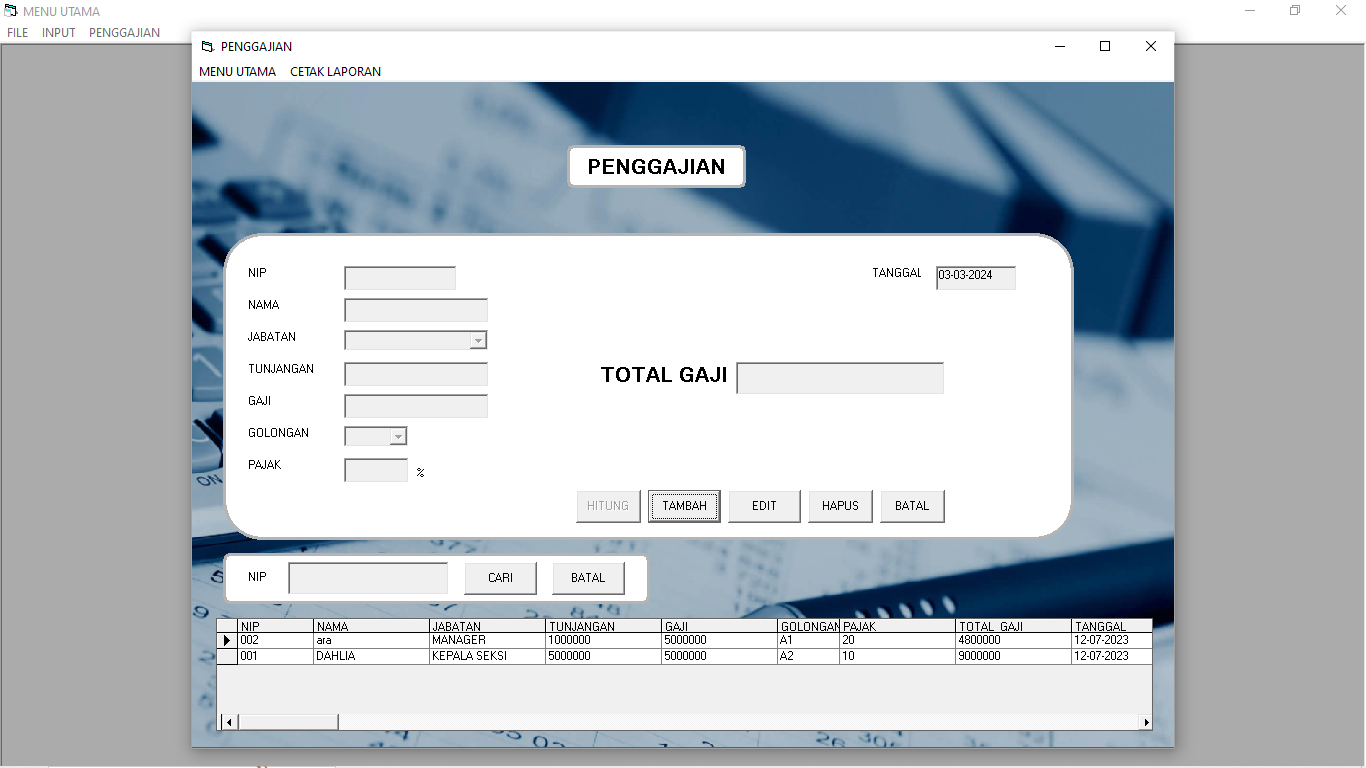 MENU UTAMA
FILE INPUT PENGGAJIAN
PENGGAJIAN
MENU UTAMA CETAK LAPORAN
PENGGAJIAN
NIP
TANGGAL 03-03-2024
NAMA
JABATAN
TUNJANGAN
TOTAL GAJI
GAJI
GOLONGAN
PAJAK %
HITUNG TAMBAH EDIT HAPUS BATAL
NIP CARI BATAL
NIP NAMA JABATAN TUNJANGAN GAJI GOLONGAN PAJAK TOTAL GAJI TANGGAL
002 ara MANAGER 1000000 5000000 A1 20 4800000 12-07-2023
001 DAHLIA KEPALA SEKSI 5000000 5000000 A2 10 9000000 12-07-2023